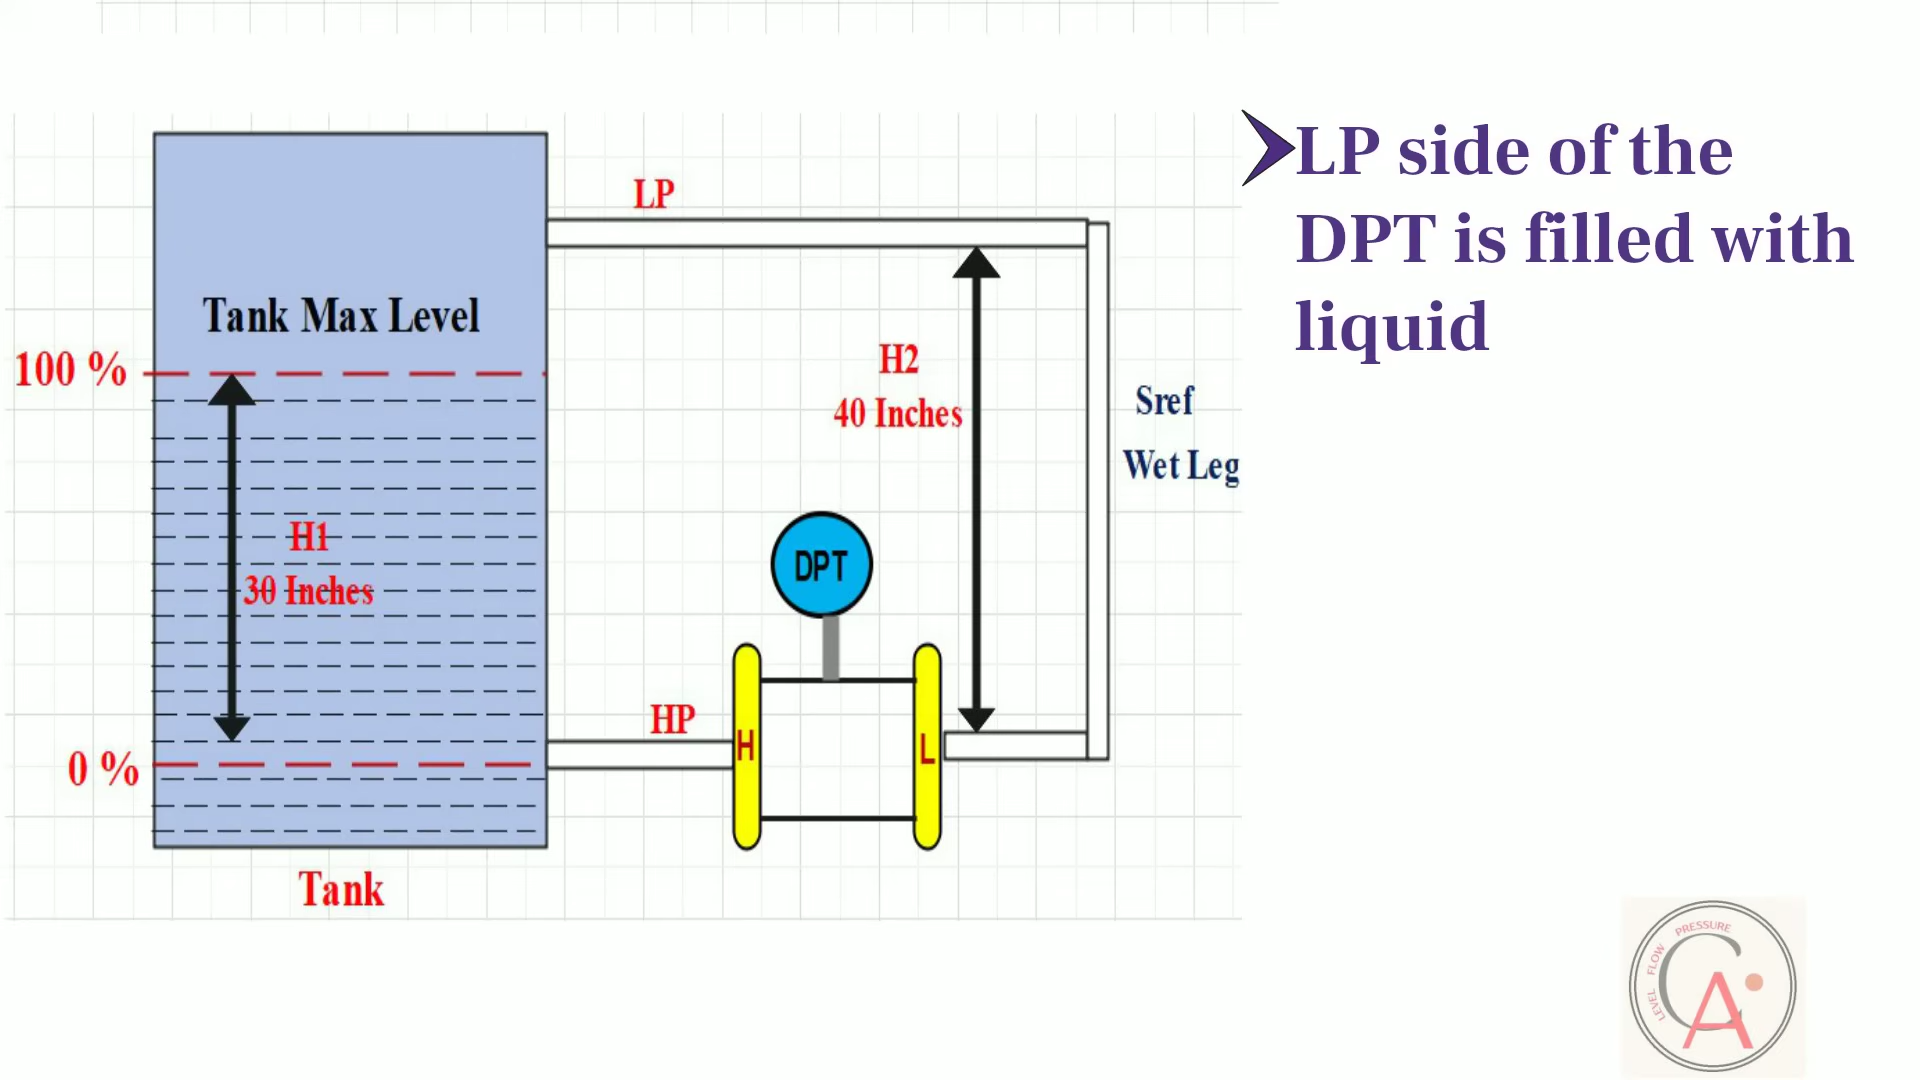 LP side of the
DPT is filled with
liquid
LP
Tank Max Level
100 %
H2
40 Inches
Sref
Wet Leg
H1
30 Inches
DPT
HP
H
L
0 %
Tank
PRESSURE
FLOW
LEVEL
CA